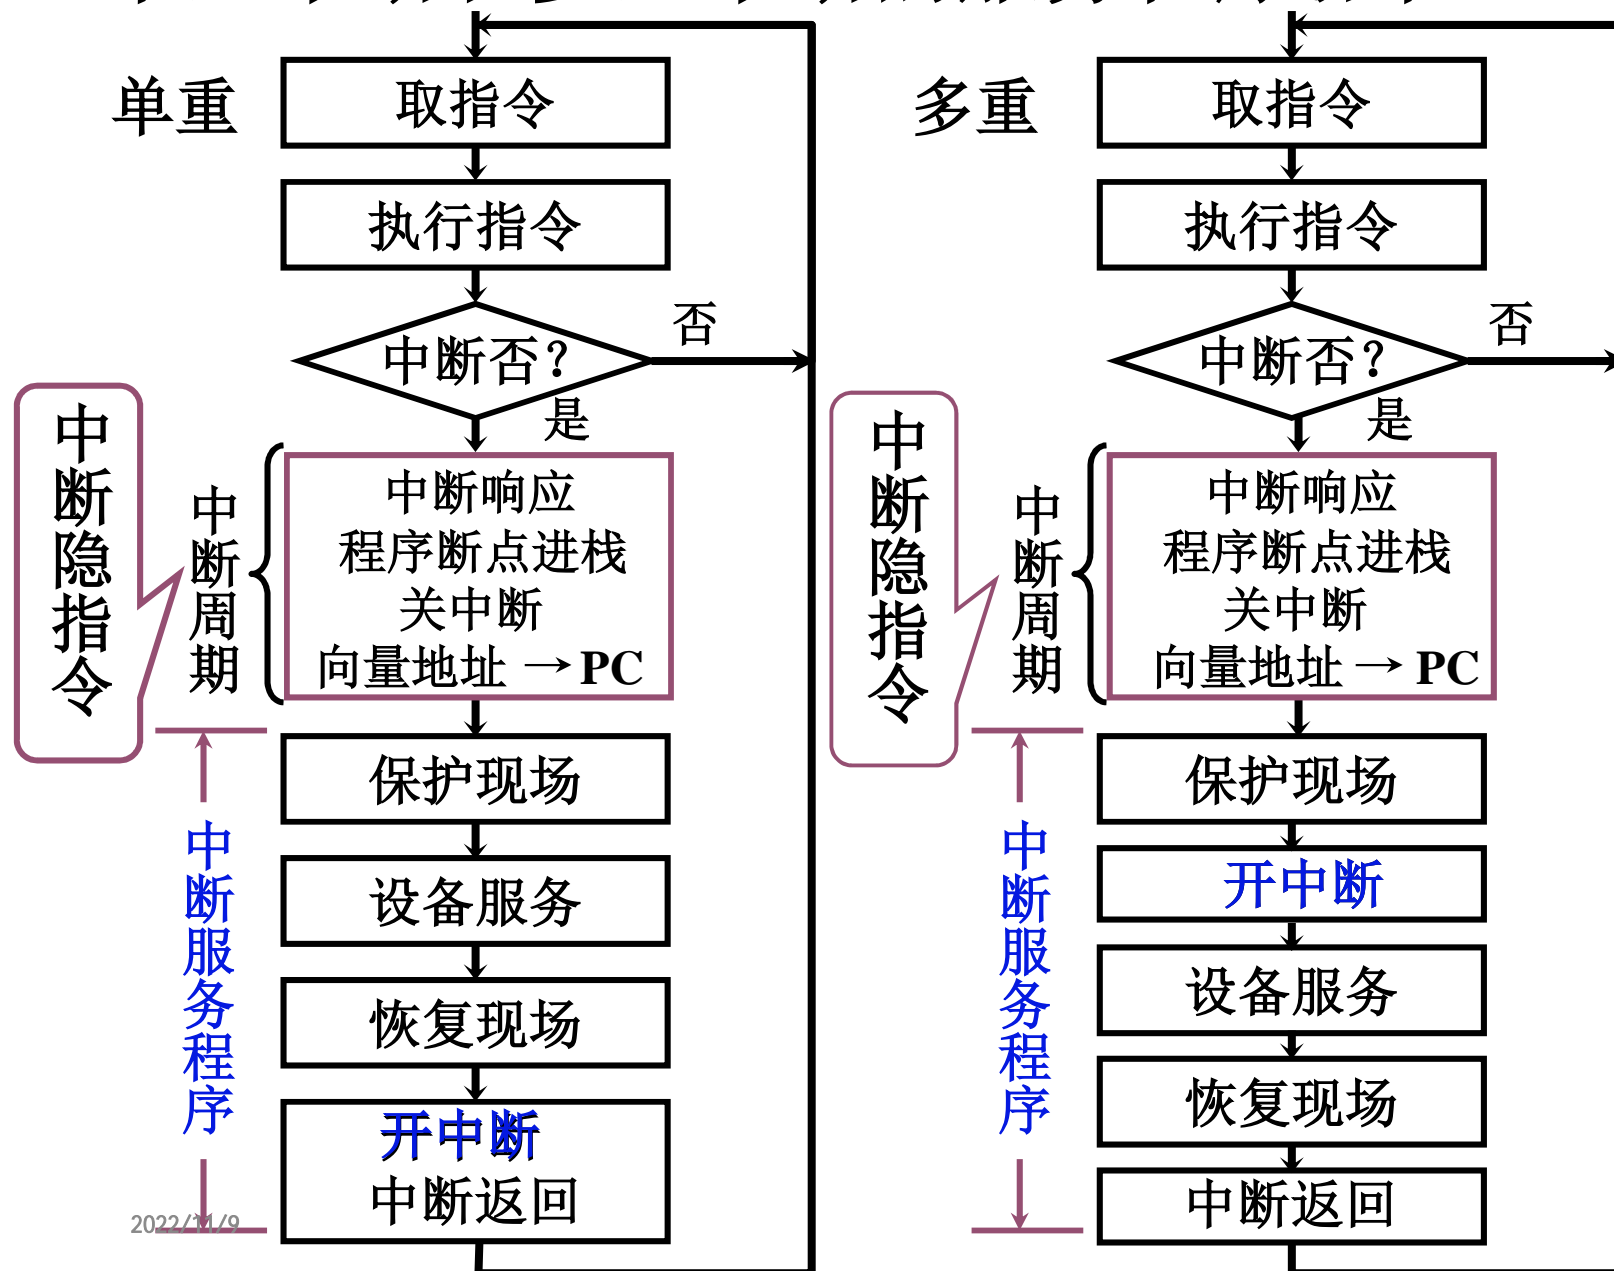 单重
取指令
执行指令
中断否？
否
是
中断隐指令
中断周期
中断响应
程序断点进栈
关中断
向量地址 → PC
中断服务程序
保护现场
设备服务
恢复现场
开中断
中断返回
2022/11/9
多重
取指令
执行指令
中断否？
否
是
中断隐指令
中断周期
中断响应
程序断点进栈
关中断
向量地址 → PC
中断服务程序
保护现场
开中断
设备服务
恢复现场
中断返回